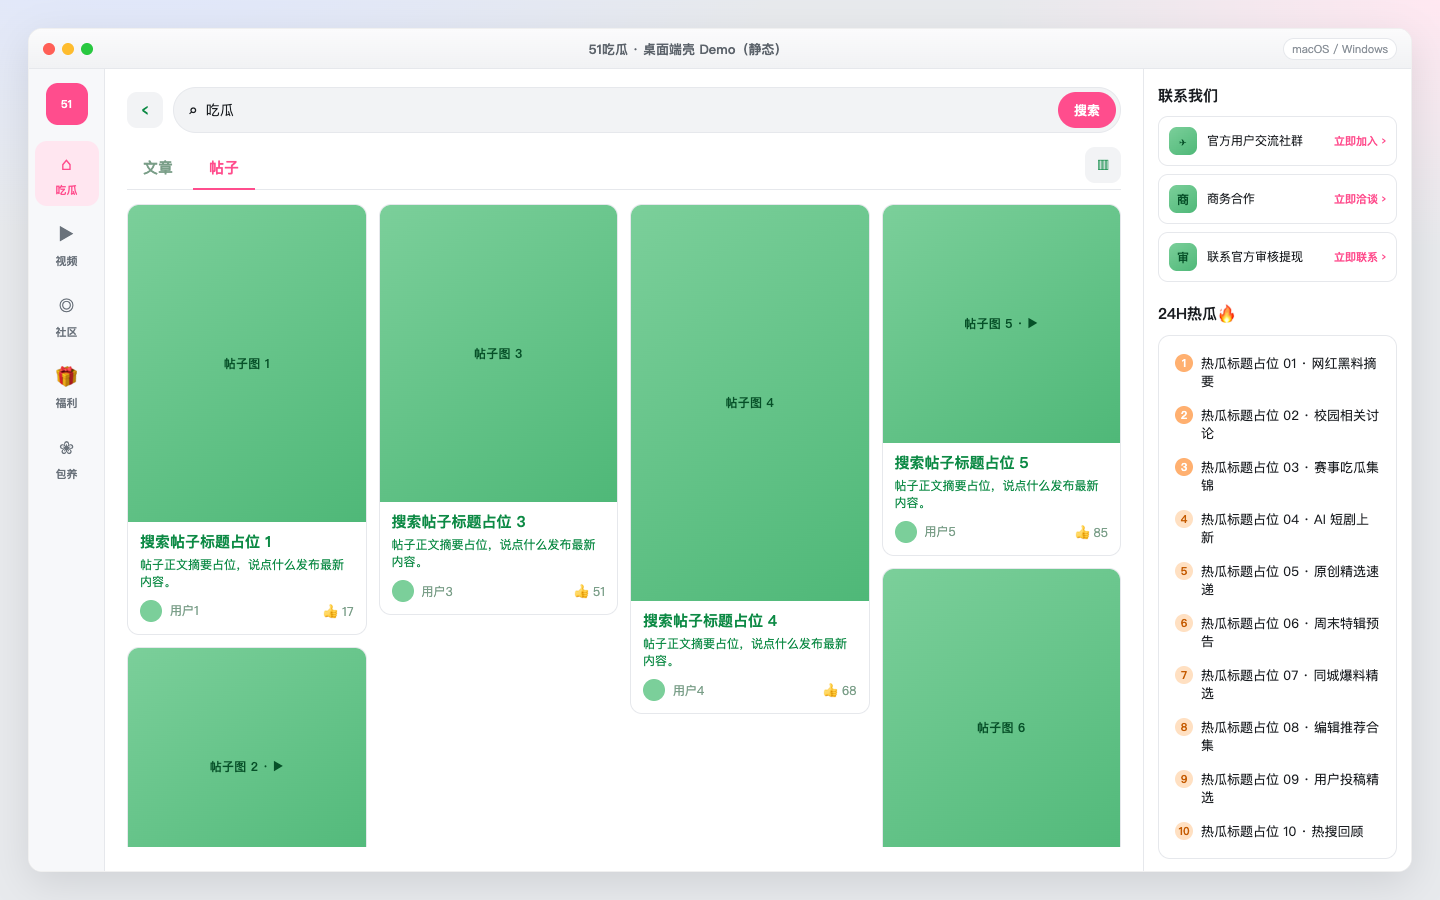 51吃瓜 · 桌面端壳 Demo（静态）
macOS / Windows
51
吃瓜
视频
社区
福利
包养
吃瓜
搜索
文章
帖子
帖子图 1
搜索帖子标题占位 1
帖子正文摘要占位，说点什么发布最新
内容。
用户1
👍 17
帖子图 2 · ▶
帖子图 3
搜索帖子标题占位 3
帖子正文摘要占位，说点什么发布最新
内容。
用户3
👍 51
帖子图 4
搜索帖子标题占位 4
帖子正文摘要占位，说点什么发布最新
内容。
用户4
👍 68
帖子图 5 · ▶
搜索帖子标题占位 5
帖子正文摘要占位，说点什么发布最新
内容。
用户5
👍 85
帖子图 6
联系我们
官方用户交流社群
立即加入 ›
商
商务合作
立即洽谈 ›
审
联系官方审核提现
立即联系 ›
24H热瓜🔥
1
热瓜标题占位 01 · 网红黑料摘
要
2
热瓜标题占位 02 · 校园相关讨
论
3
热瓜标题占位 03 · 赛事吃瓜集
锦
4
热瓜标题占位 04 · AI 短剧上
新
5
热瓜标题占位 05 · 原创精选速
递
6
热瓜标题占位 06 · 周末特辑预
告
7
热瓜标题占位 07 · 同城爆料精
选
8
热瓜标题占位 08 · 编辑推荐合
集
9
热瓜标题占位 09 · 用户投稿精
选
10
热瓜标题占位 10 · 热搜回顾